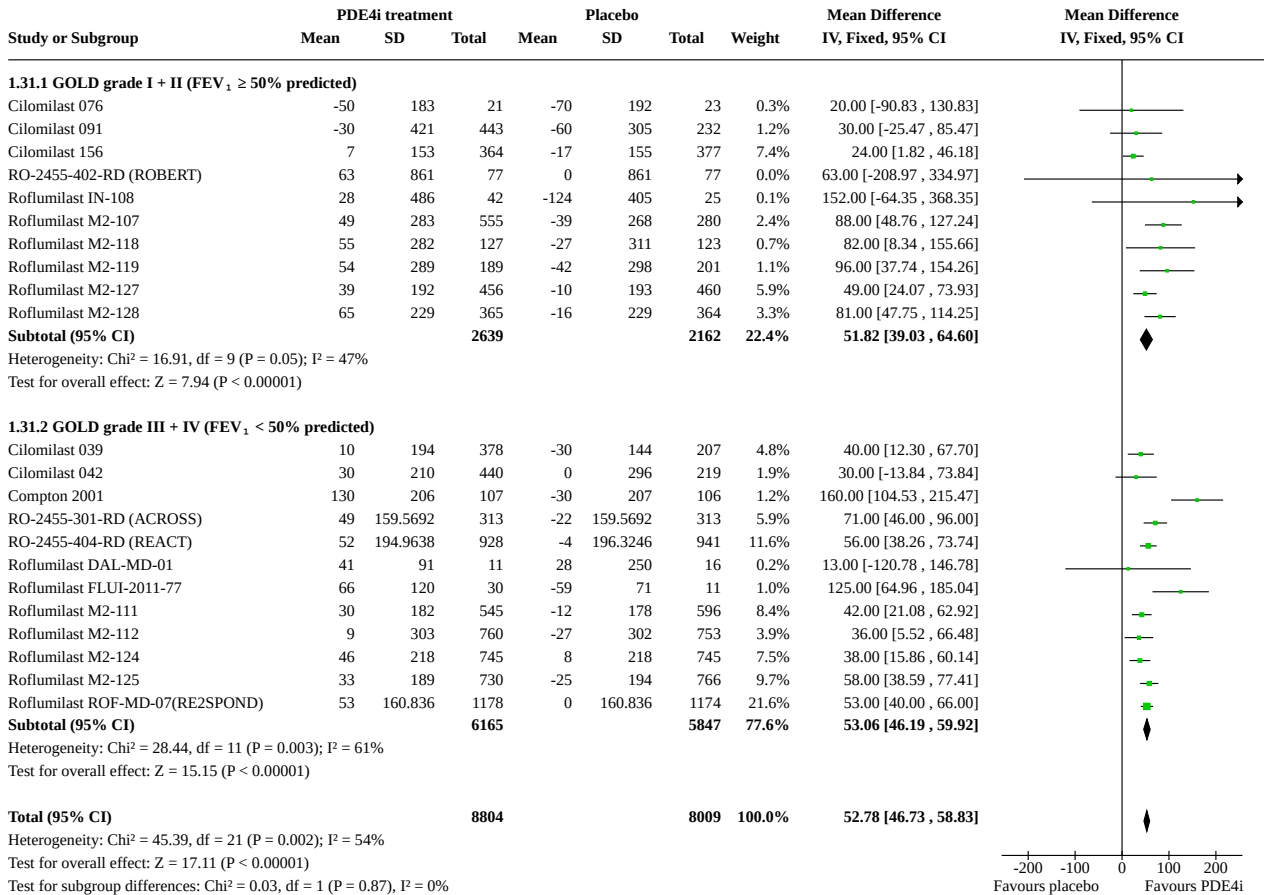 PDE4i treatment Placebo Mean Difference Mean Difference
Study or Subgroup Mean SD Total Mean SD Total Weight IV, Fixed, 95% CI IV, Fixed, 95% CI
1.31.1 GOLD grade I + II (FEV₁ ≥ 50% predicted)
Cilomilast 076 -50 183 21 -70 192 23 0.3% 20.00 [-90.83 , 130.83]
Cilomilast 091 -30 421 443 -60 305 232 1.2% 30.00 [-25.47 , 85.47]
Cilomilast 156 7 153 364 -17 155 377 7.4% 24.00 [1.82 , 46.18]
RO-2455-402-RD (ROBERT) 63 861 77 0 861 77 0.0% 63.00 [-208.97 , 334.97]
Roflumilast IN-108 28 486 42 -124 405 25 0.1% 152.00 [-64.35 , 368.35]
Roflumilast M2-107 49 283 555 -39 268 280 2.4% 88.00 [48.76 , 127.24]
Roflumilast M2-118 55 282 127 -27 311 123 0.7% 82.00 [8.34 , 155.66]
Roflumilast M2-119 54 289 189 -42 298 201 1.1% 96.00 [37.74 , 154.26]
Roflumilast M2-127 39 192 456 -10 193 460 5.9% 49.00 [24.07 , 73.93]
Roflumilast M2-128 65 229 365 -16 229 364 3.3% 81.00 [47.75 , 114.25]
Subtotal (95% CI) 2639 2162 22.4% 51.82 [39.03 , 64.60]
Heterogeneity: Chi² = 16.91, df = 9 (P = 0.05); I² = 47%
Test for overall effect: Z = 7.94 (P < 0.00001)
1.31.2 GOLD grade III + IV (FEV₁ < 50% predicted)
Cilomilast 039 10 194 378 -30 144 207 4.8% 40.00 [12.30 , 67.70]
Cilomilast 042 30 210 440 0 296 219 1.9% 30.00 [-13.84 , 73.84]
Compton 2001 130 206 107 -30 207 106 1.2% 160.00 [104.53 , 215.47]
RO-2455-301-RD (ACROSS) 49 159.5692 313 -22 159.5692 313 5.9% 71.00 [46.00 , 96.00]
RO-2455-404-RD (REACT) 52 194.9638 928 -4 196.3246 941 11.6% 56.00 [38.26 , 73.74]
Roflumilast DAL-MD-01 41 91 11 28 250 16 0.2% 13.00 [-120.78 , 146.78]
Roflumilast FLUI-2011-77 66 120 30 -59 71 11 1.0% 125.00 [64.96 , 185.04]
Roflumilast M2-111 30 182 545 -12 178 596 8.4% 42.00 [21.08 , 62.92]
Roflumilast M2-112 9 303 760 -27 302 753 3.9% 36.00 [5.52 , 66.48]
Roflumilast M2-124 46 218 745 8 218 745 7.5% 38.00 [15.86 , 60.14]
Roflumilast M2-125 33 189 730 -25 194 766 9.7% 58.00 [38.59 , 77.41]
Roflumilast ROF-MD-07(RE2SPOND) 53 160.836 1178 0 160.836 1174 21.6% 53.00 [40.00 , 66.00]
Subtotal (95% CI) 6165 5847 77.6% 53.06 [46.19 , 59.92]
Heterogeneity: Chi² = 28.44, df = 11 (P = 0.003); I² = 61%
Test for overall effect: Z = 15.15 (P < 0.00001)
Total (95% CI) 8804 8009 100.0% 52.78 [46.73 , 58.83]
Heterogeneity: Chi² = 45.39, df = 21 (P = 0.002); I² = 54%
Test for overall effect: Z = 17.11 (P < 0.00001)
Test for subgroup differences: Chi² = 0.03, df = 1 (P = 0.87), I² = 0%
-200 -100 0 100 200
Favours placebo Favours PDE4i